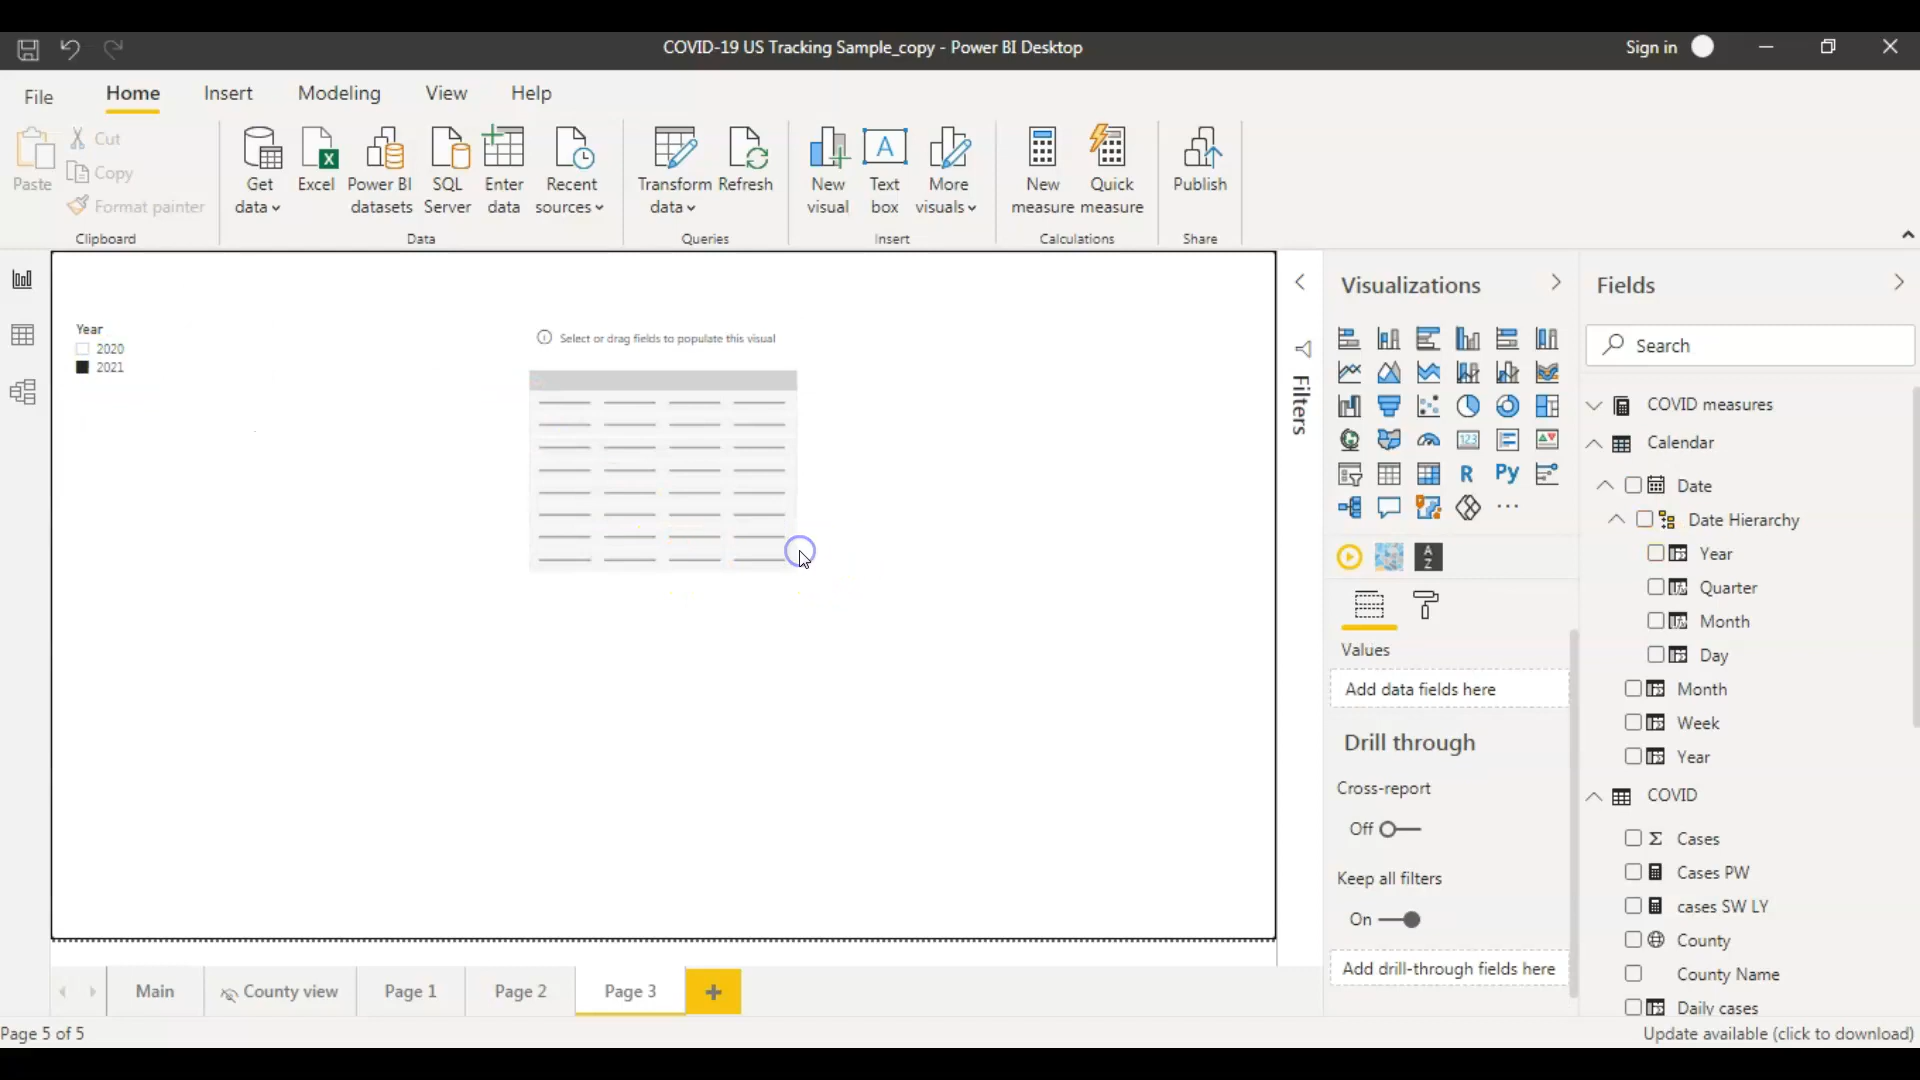 COVID-19 US Tracking Sample_copy - Power BI Desktop
Sign in
File Home Insert Modeling View Help
Paste
Cut
Copy
Format painter
Clipboard
Get data
Excel
Power BI datasets
SQL Server
Enter data
Recent sources
Data
Transform data
Refresh
Queries
New visual
Text box
More visuals
Insert
New measure
Quick measure
Calculations
Publish
Share
Year
2020
2021
Select or drag fields to populate this visual
Filters
Visualizations
123
R
Py
A
Z
Values
Add data fields here
Drill through
Cross-report
Off
Keep all filters
On
Add drill-through fields here
Fields
Search
COVID measures
Calendar
Date
Date Hierarchy
Year
Quarter
Month
Day
Month
Week
Year
COVID
Cases
Cases PW
cases SW LY
County
County Name
Daily cases
Main
County view
Page 1
Page 2
Page 3
Page 5 of 5
Update available (click to download)